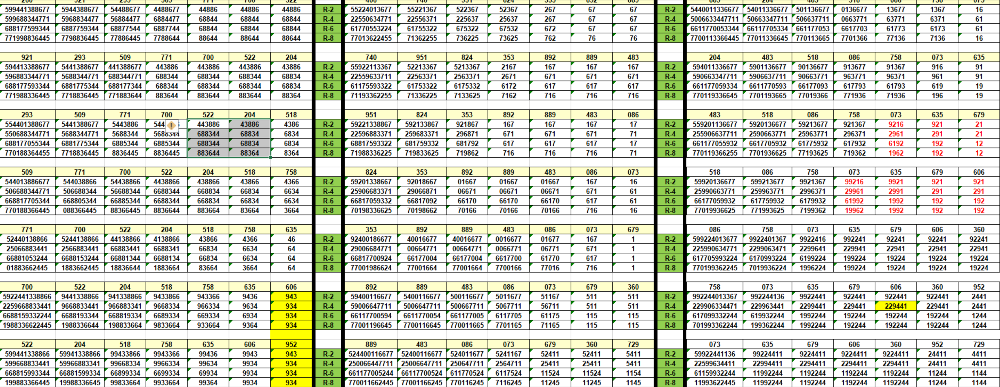 599441388677 5944388677 54488677 4488677 44886 44886 44886 R-2 55224013677 55221367 522367 52367 267 67 67 R-2 5440011336677 54011336677 501136677 0136677 13677 1367 16
599688344771 5968834477 56884477 6884477 68844 68844 68844 R-4 22550634771 22556371 225637 25637 267 67 67 R-4 5006633447711 50663347711 506637711 0663771 63771 6371 61
688177599344 6887759344 68877544 6887744 68844 68844 68844 R-6 61770553224 61755322 675322 67532 672 67 67 R-6 6611770053344 66117705334 661177053 6617703 61773 6173 61
771998836445 7798836445 77886445 7788644 88644 88644 88644 R-8 77013622455 71362255 736225 73625 762 76 76 R-8 7700113366445 77011336645 770113665 7701366 77136 7136 16
921 293 509 771 700 522 204 740 951 824 353 892 889 483 204 483 518 086 758 073 635
594413388677 5441388677 441388677 443886 443886 443886 43886 R-2 55922113367 52213367 5213367 2167 167 167 167 R-2 594011336677 5901136677 90136677 913677 91367 916 91
596883344771 5688344771 688344771 688344 688344 688344 68834 R-4 22559633711 22563371 2563371 2671 671 671 671 R-4 590663347711 5906637711 90663771 963771 96371 961 91
688177593344 6881775344 688177344 688344 688344 688344 68834 R-6 61175593322 61753322 6175332 6172 617 617 617 R-6 661177059334 6611770593 66177093 617793 61793 619 19
771988336445 7718836445 771883644 883644 883644 883644 88364 R-8 71193362255 71336225 7133625 7162 716 716 716 R-8 770119336645 7701193665 77019366 771936 71936 196 19
293 509 771 700 522 204 518 951 824 353 892 889 483 086 483 518 086 758 073 635 679
554401388677 5441388677 5443886 443886 43886 4386 R-2 59221338867 592133867 921867 167 167 167 17 R-2 559201136677 5920136677 59213677 921367 9216 921 21
550688344771 5688344771 5688344 5688344 688344 68834 6834 R-4 22596883371 259683371 296871 671 671 671 71 R-4 255906637711 2590663771 25963771 296371 2961 291 21
688177055344 6881775344 6885344 6885344 688344 68834 6834 R-6 68817593322 681759332 681792 617 617 617 17 R-6 661177055932 6617705932 61775932 617932 6192 192 12
770188364455 7718836445 8836445 8836445 883644 88364 8364 R-8 71988336225 719833625 719862 716 716 716 71 R-8 770119366255 7701936625 77193625 719362 1962 192 12
509 771 700 522 204 518 758 824 353 892 889 483 086 073 518 086 758 073 635 679 606
544013886677 544038866 54438866 4438866 438866 43866 4366 R-2 59201338667 92018667 01667 01667 01667 167 16 R-2 59920136677 599213677 9921367 99216 9921 921 921
506688344771 506688344 56688344 6688344 668834 66834 6634 R-4 25906683371 29066871 06671 06671 06671 671 61 R-4 25990663771 259963771 2996371 29961 2991 291 291
668817705344 668805344 66885344 6688344 668834 66834 6634 R-6 66817059332 66817092 66170 66170 66170 617 61 R-6 66177059932 617759932 6179932 61992 1992 192 192
770188366445 088366445 88366445 8836644 883664 83664 3664 R-8 70198336625 70198662 70166 70166 70166 716 16 R-8 77019936625 771993625 7199362 19962 1992 192 192
771 700 522 204 518 758 635 353 892 889 483 086 073 679 086 758 073 635 679 606 360
52440138866 5244138866 44138866 4138866 43866 4366 46 R-2 92400186677 40016677 40016677 0016677 01677 167 1 R-2 599224013677 9922401367 9922416 992241 92241 92241 92241
25066883441 2566883441 66883441 6688341 66834 6634 64 R-4 29006684771 00664771 00664771 0066771 06771 671 1 R-4 225990634771 2299063471 2299641 229941 22941 22941 22941
66881053244 6688153244 66881344 6688134 66834 6634 64 R-6 66817700924 66177004 66177004 6617700 61770 617 1 R-6 617705993224 6170993224 6199224 199224 19224 19224 19224
01883662445 1883662445 18836644 1883664 83664 3664 64 R-8 77001986624 77001664 77001664 7700166 77016 716 1 R-8 770199362245 7019936224 1996224 199224 19224 19224 19224
700 522 204 518 758 635 606 892 889 483 086 073 679 360 758 073 635 679 606 360 952
5922441338866 9441338866 941338866 9433866 943366 9436 943 R-2 59400116677 5400116677 500116677 5011677 51167 511 511 R-2 992244013367 992244136 9922441 922441 922441 922441 2441
2259668833441 9668833441 966883341 9668334 966334 9634 934 R-4 59006647711 5006647711 500667711 5067711 56711 511 511 R-4 229906334471 229963441 2299441 229441 229441 229441 2441
6688159332244 6688193344 668819334 6689334 669334 6934 934 R-6 66117700594 6611770054 661177005 6117705 61175 115 115 R-6 617099332244 619932244 1992244 192244 192244 192244 1244
1988336622445 1988336644 198833664 9833664 933664 9364 934 R-8 77001196645 7700116645 770011665 7701165 71165 115 115 R-8 701993362244 199362244 1992244 192244 192244 192244 1244
522 204 518 758 635 606 952 889 483 086 073 679 360 729 073 635 679 606 360 952 729
599441338866 59941338866 99433866 9943366 99436 9943 943 R-2 524400116677 52400116677 524011677 5241167 52411 52411 5411 R-2 59922441136 99224411 9224411 9224411 9224411 24411 4411
599668833441 59966883341 99668334 9966334 99634 9934 934 R-4 250066447711 25006647711 250647711 2564711 25411 25411 5411 R-4 22599634411 22994411 2294411 2294411 2294411 24411 4411
668815993344 66881599334 66899334 6699334 69934 9934 934 R-6 661177005244 66117700524 611770524 6117524 11524 11524 1154 R-6 61159932244 11992244 1192244 1192244 1192244 11244 1144
199883366445 19988336645 99833664 9933664 99364 9934 934 R-8 770011662445 77001166245 770116245 7116245 11245 11245 1145 R-8 11993622445 11992244 1192244 1192244 1192244 11244 1144